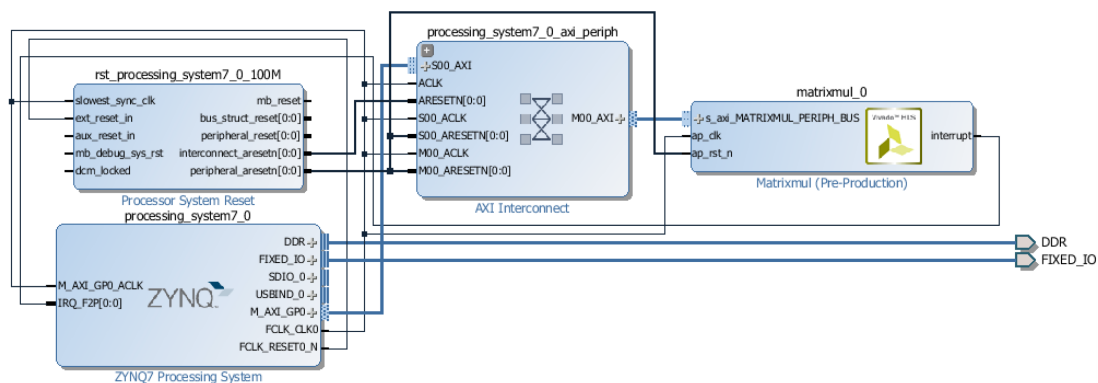 processing_system7_0_axi_periph
S00_AXI
ACLK
ARESETN[0:0]
S00_ACLK
S00_ARESETN[0:0]
M00_ACLK
M00_ARESETN[0:0]
M00_AXI
AXI Interconnect
rst_processing_system7_0_100M
slowest_sync_clk
ext_reset_in
aux_reset_in
mb_debug_sys_rst
dcm_locked
mb_reset
bus_struct_reset[0:0]
peripheral_reset[0:0]
interconnect_aresetn[0:0]
peripheral_aresetn[0:0]
Processor System Reset
matrixmul_0
s_axi_MATRIXMUL_PERIPH_BUS
ap_clk
ap_rst_n
Vivado™ HLS
interrupt
Matrixmul (Pre-Production)
processing_system7_0
M_AXI_GP0_ACLK
IRQ_F2P[0:0]
ZYNQ
DDR
FIXED_IO
SDIO_0
USBIND_0
M_AXI_GP0
FCLK_CLK0
FCLK_RESET0_N
ZYNQ7 Processing System
DDR
FIXED_IO